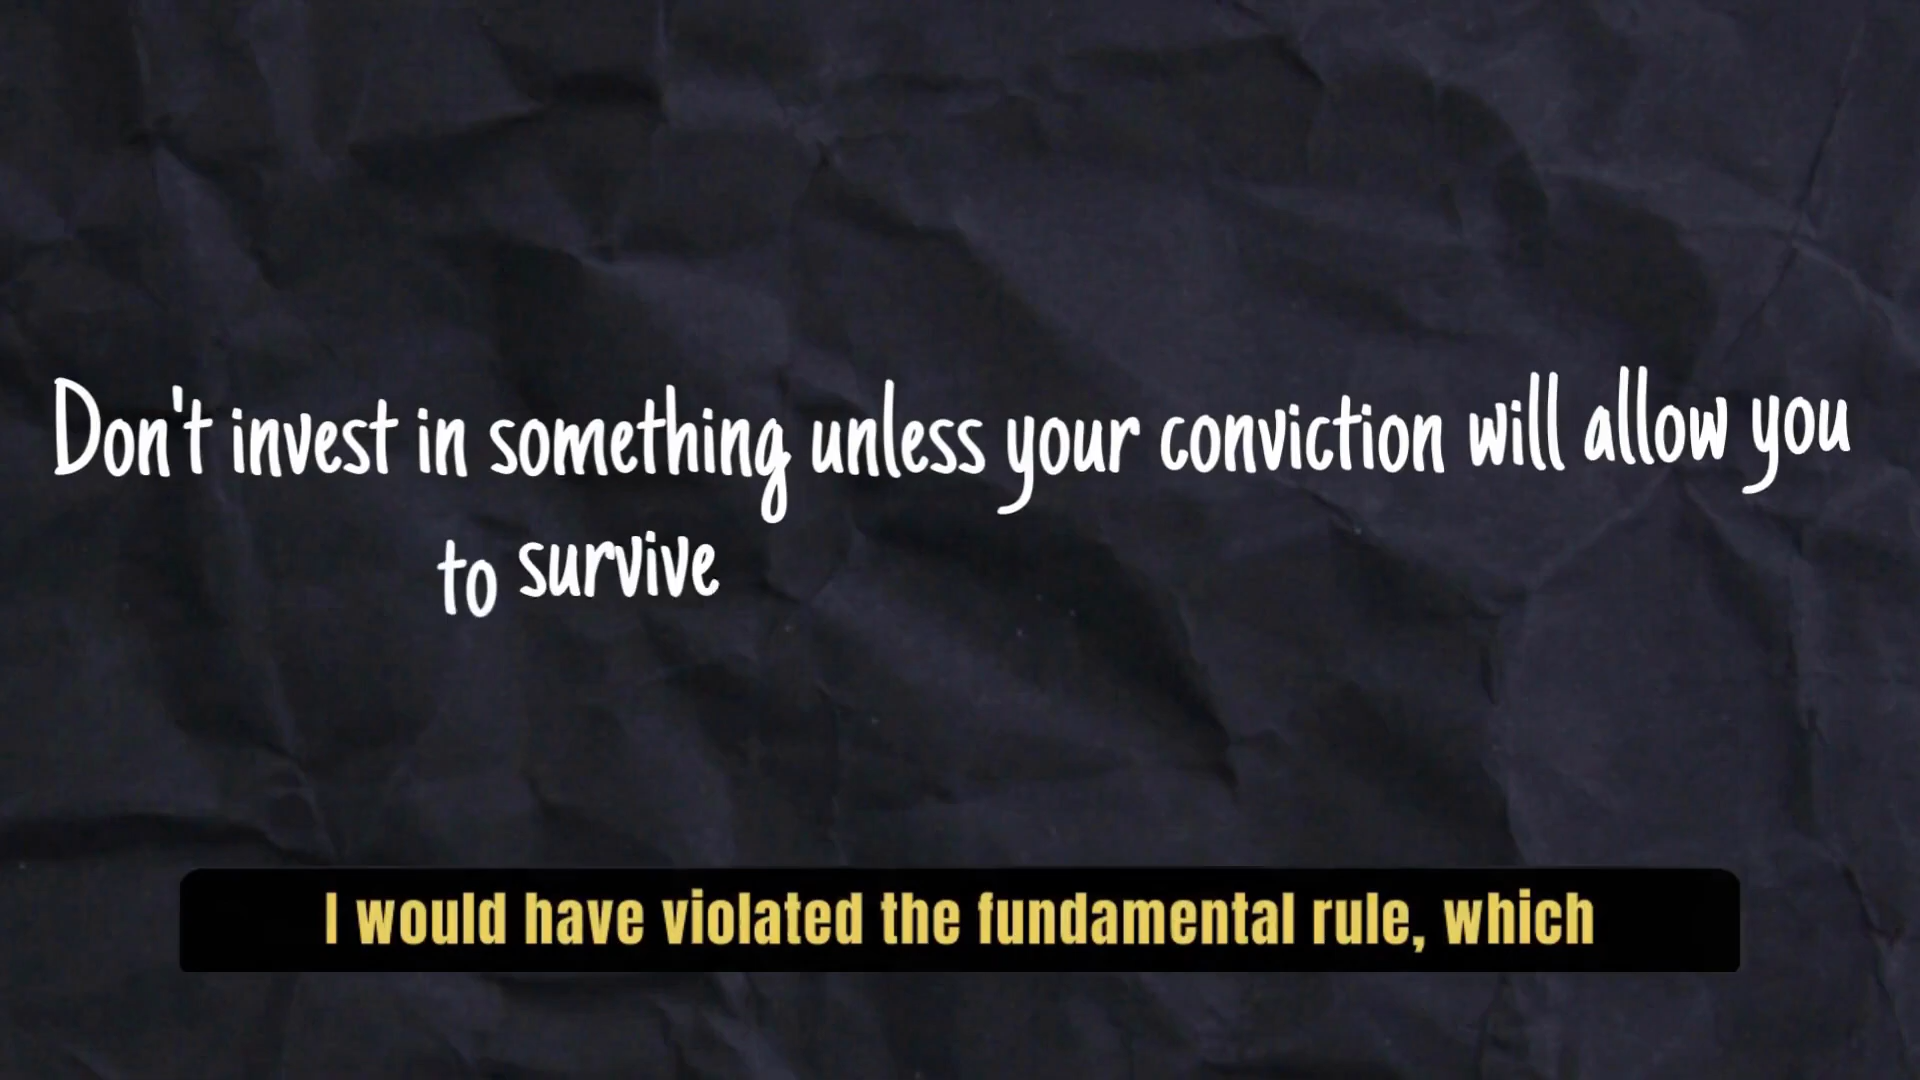 Don't invest in something unless your conviction will allow you
to survive
I would have violated the fundamental rule, which